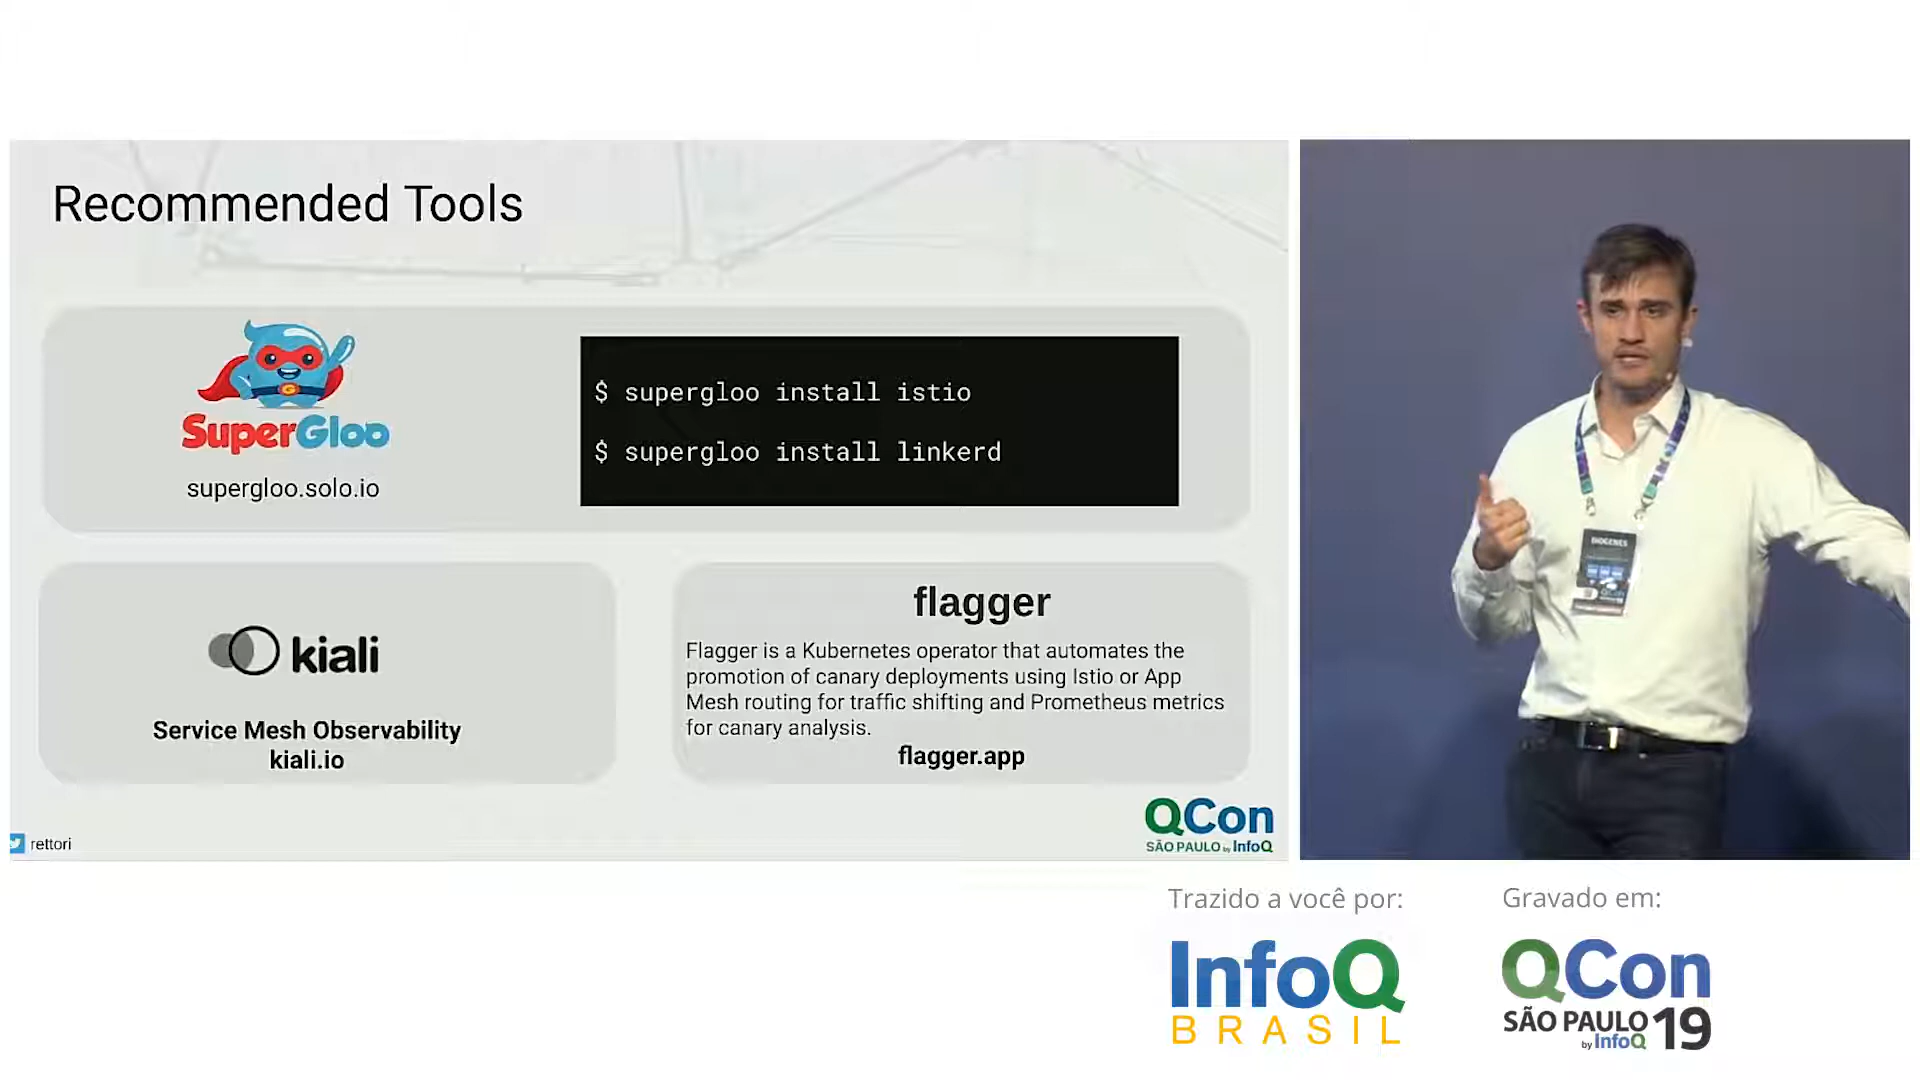 Recommended Tools
SuperGloo
supergloo.solo.io
$ supergloo install istio
$ supergloo install linkerd
kiali
Service Mesh Observability
kiali.io
flagger
Flagger is a Kubernetes operator that automates the
promotion of canary deployments using Istio or App
Mesh routing for traffic shifting and Prometheus metrics
for canary analysis.
flagger.app
rettori
QCon
SÃO PAULO by InfoQ
DIOGENES
QCon
Trazido a você por:
InfoQ
BRASIL
Gravado em:
QCon
SÃO PAULO 19
by InfoQ